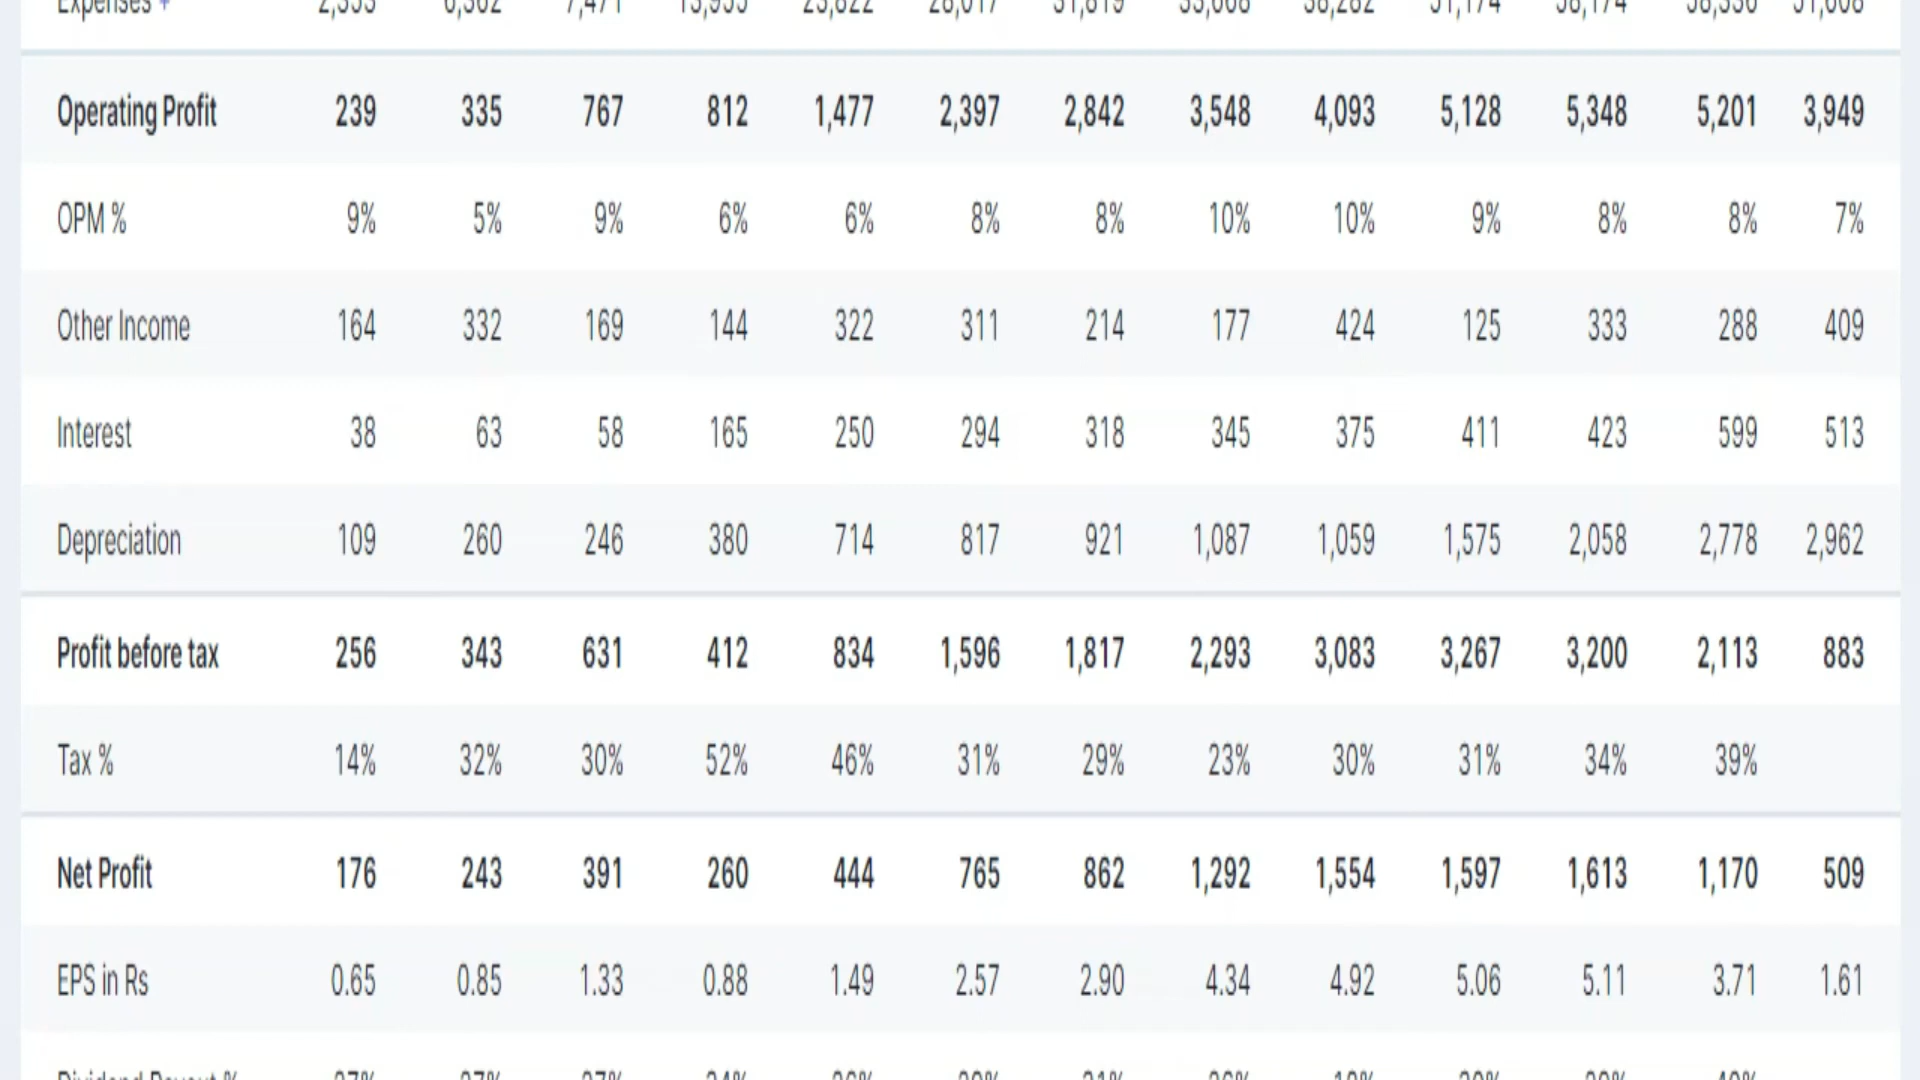 Expenses +
Operating Profit 239 335 767 812 1,477 2,397 2,842 3,548 4,093 5,128 5,348 5,201 3,949
OPM % 9% 5% 9% 6% 6% 8% 8% 10% 10% 9% 8% 8% 7%
Other Income 164 332 169 144 322 311 214 177 424 125 333 288 409
Interest 38 63 58 165 250 294 318 345 375 411 423 599 513
Depreciation 109 260 246 380 714 817 921 1,087 1,059 1,575 2,058 2,778 2,962
Profit before tax 256 343 631 412 834 1,596 1,817 2,293 3,083 3,267 3,200 2,113 883
Tax % 14% 32% 30% 52% 46% 31% 29% 23% 30% 31% 34% 39%
Net Profit 176 243 391 260 444 765 862 1,292 1,554 1,597 1,613 1,170 509
EPS in Rs 0.65 0.85 1.33 0.88 1.49 2.57 2.90 4.34 4.92 5.06 5.11 3.71 1.61
Dividend Payout %